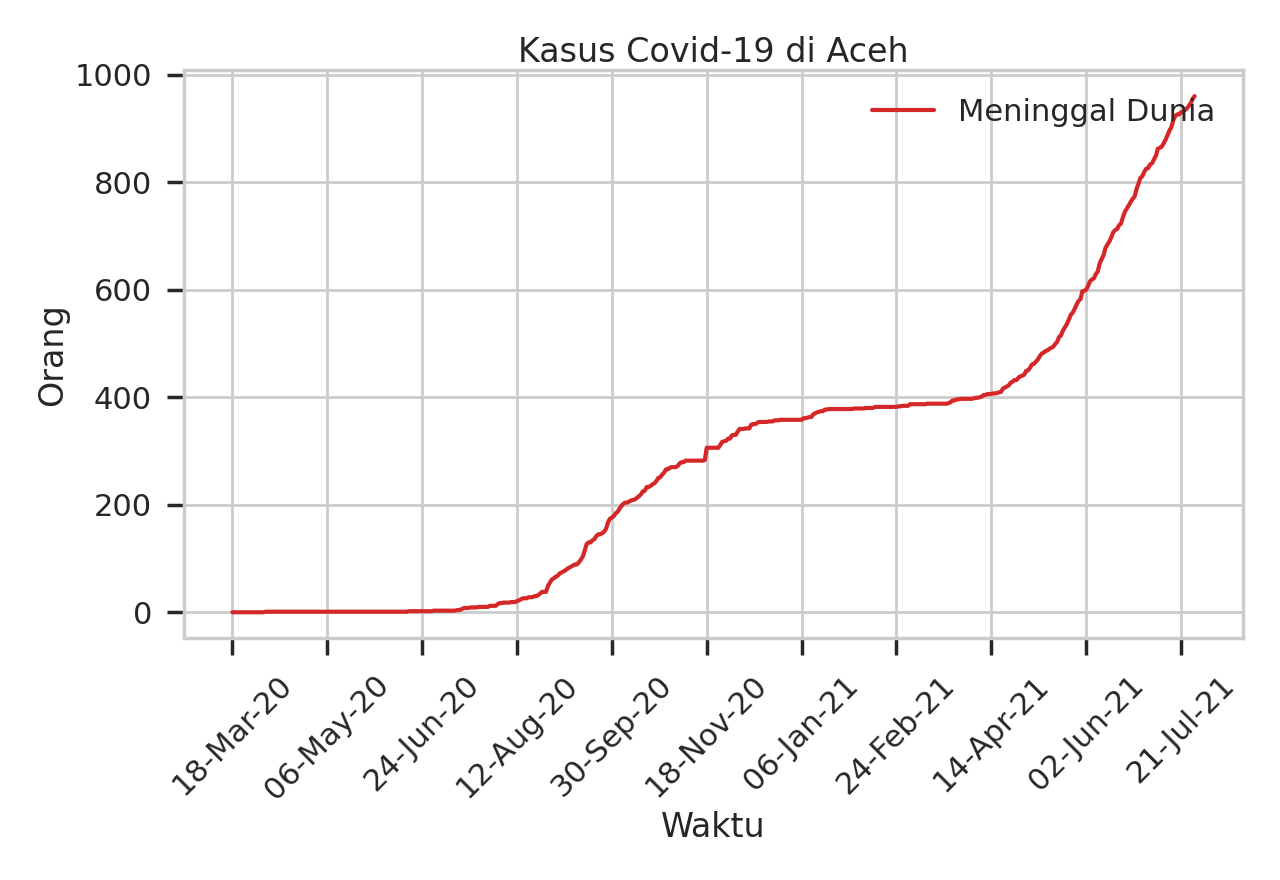 Kasus Covid-19 di Aceh
Meninggal Dunia
Orang
1000
800
600
400
200
0
18-Mar-20
06-May-20
24-Jun-20
12-Aug-20
30-Sep-20
18-Nov-20
06-Jan-21
24-Feb-21
14-Apr-21
02-Jun-21
21-Jul-21
Waktu